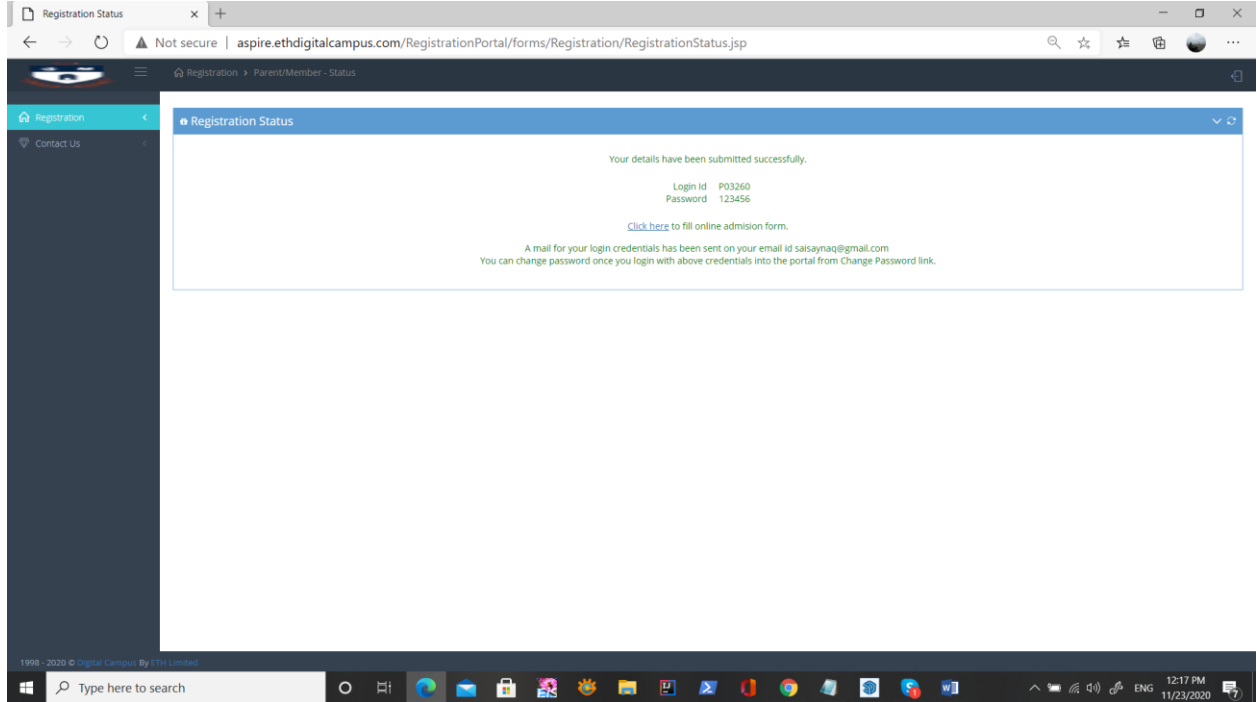 Registration Status
Not secure | aspire.ethdigitalcampus.com/RegistrationPortal/forms/Registration/RegistrationStatus.jsp
Registration > Parent/Member - Status
Registration
Contact Us
Registration Status
Your details have been submitted successfully.
Login Id P03260
Password 123456
Click here to fill online admision form.
A mail for your login credentials has been sent on your email id saisaynaq@gmail.com
You can change password once you login with above credentials into the portal from Change Password link.
1998 - 2020 © Digital Campus By ETH Limited
Type here to search
ENG
12:17 PM
11/23/2020